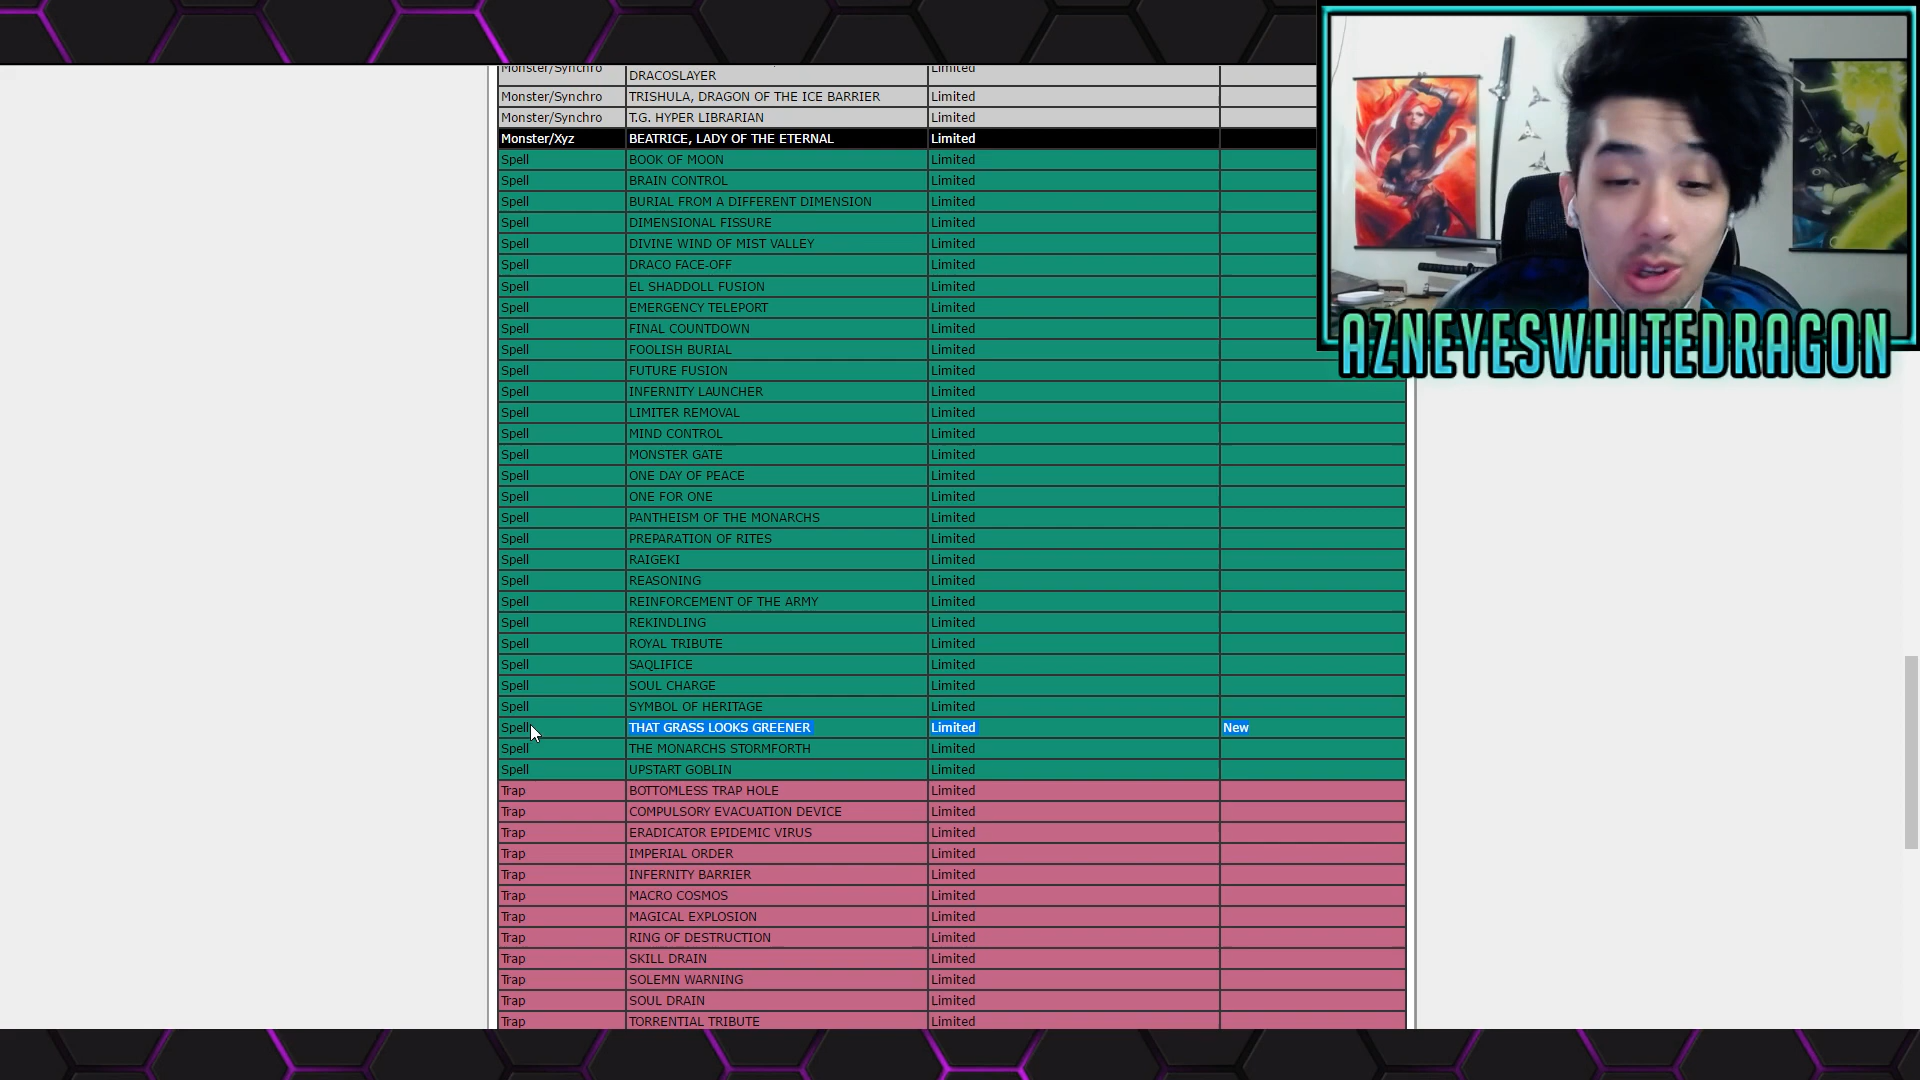 Monster/Synchro DRACOSLAYER Limited
Monster/Synchro TRISHULA, DRAGON OF THE ICE BARRIER Limited
Monster/Synchro T.G. HYPER LIBRARIAN Limited
Monster/Xyz BEATRICE, LADY OF THE ETERNAL Limited
Spell BOOK OF MOON Limited
Spell BRAIN CONTROL Limited
Spell BURIAL FROM A DIFFERENT DIMENSION Limited
Spell DIMENSIONAL FISSURE Limited
Spell DIVINE WIND OF MIST VALLEY Limited
Spell DRACO FACE-OFF Limited
Spell EL SHADDOLL FUSION Limited
Spell EMERGENCY TELEPORT Limited
Spell FINAL COUNTDOWN Limited
Spell FOOLISH BURIAL Limited
Spell FUTURE FUSION Limited
Spell INFERNITY LAUNCHER Limited
Spell LIMITER REMOVAL Limited
Spell MIND CONTROL Limited
Spell MONSTER GATE Limited
Spell ONE DAY OF PEACE Limited
Spell ONE FOR ONE Limited
Spell PANTHEISM OF THE MONARCHS Limited
Spell PREPARATION OF RITES Limited
Spell RAIGEKI Limited
Spell REASONING Limited
Spell REINFORCEMENT OF THE ARMY Limited
Spell REKINDLING Limited
Spell ROYAL TRIBUTE Limited
Spell SAQLIFICE Limited
Spell SOUL CHARGE Limited
Spell SYMBOL OF HERITAGE Limited
Spell THAT GRASS LOOKS GREENER Limited New
Spell THE MONARCHS STORMFORTH Limited
Spell UPSTART GOBLIN Limited
Trap BOTTOMLESS TRAP HOLE Limited
Trap COMPULSORY EVACUATION DEVICE Limited
Trap ERADICATOR EPIDEMIC VIRUS Limited
Trap IMPERIAL ORDER Limited
Trap INFERNITY BARRIER Limited
Trap MACRO COSMOS Limited
Trap MAGICAL EXPLOSION Limited
Trap RING OF DESTRUCTION Limited
Trap SKILL DRAIN Limited
Trap SOLEMN WARNING Limited
Trap SOUL DRAIN Limited
Trap TORRENTIAL TRIBUTE Limited
AZNEYESWHITEDRAGON